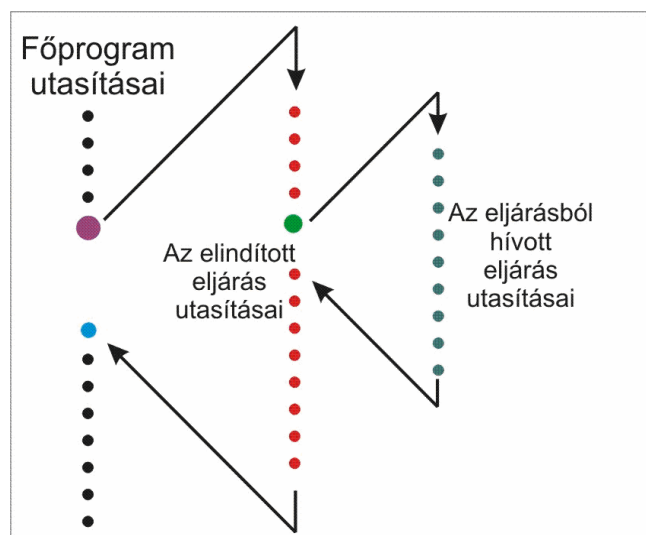 Főprogram
utasításai
Az elindított
eljárás
utasításai
Az eljárásból
hívott
eljárás
utasításai